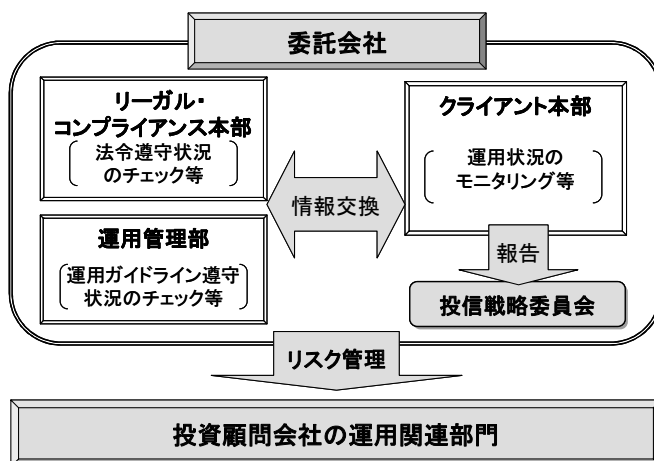 委託会社
リーガル・
コンプライアンス本部
法令遵守状況
のチェック等
運用管理部
運用ガイドライン遵守
状況のチェック等
情報交換
クライアント本部
運用状況の
モニタリング等
報告
投信戦略委員会
リスク管理
投資顧問会社の運用関連部門